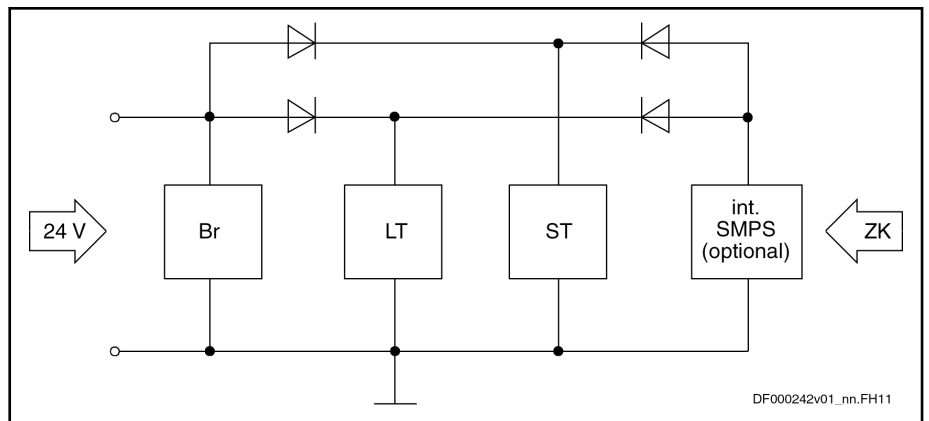 24 V
Br
LT
ST
int.
SMPS
(optional)
ZK
DF000242v01_nn.FH11